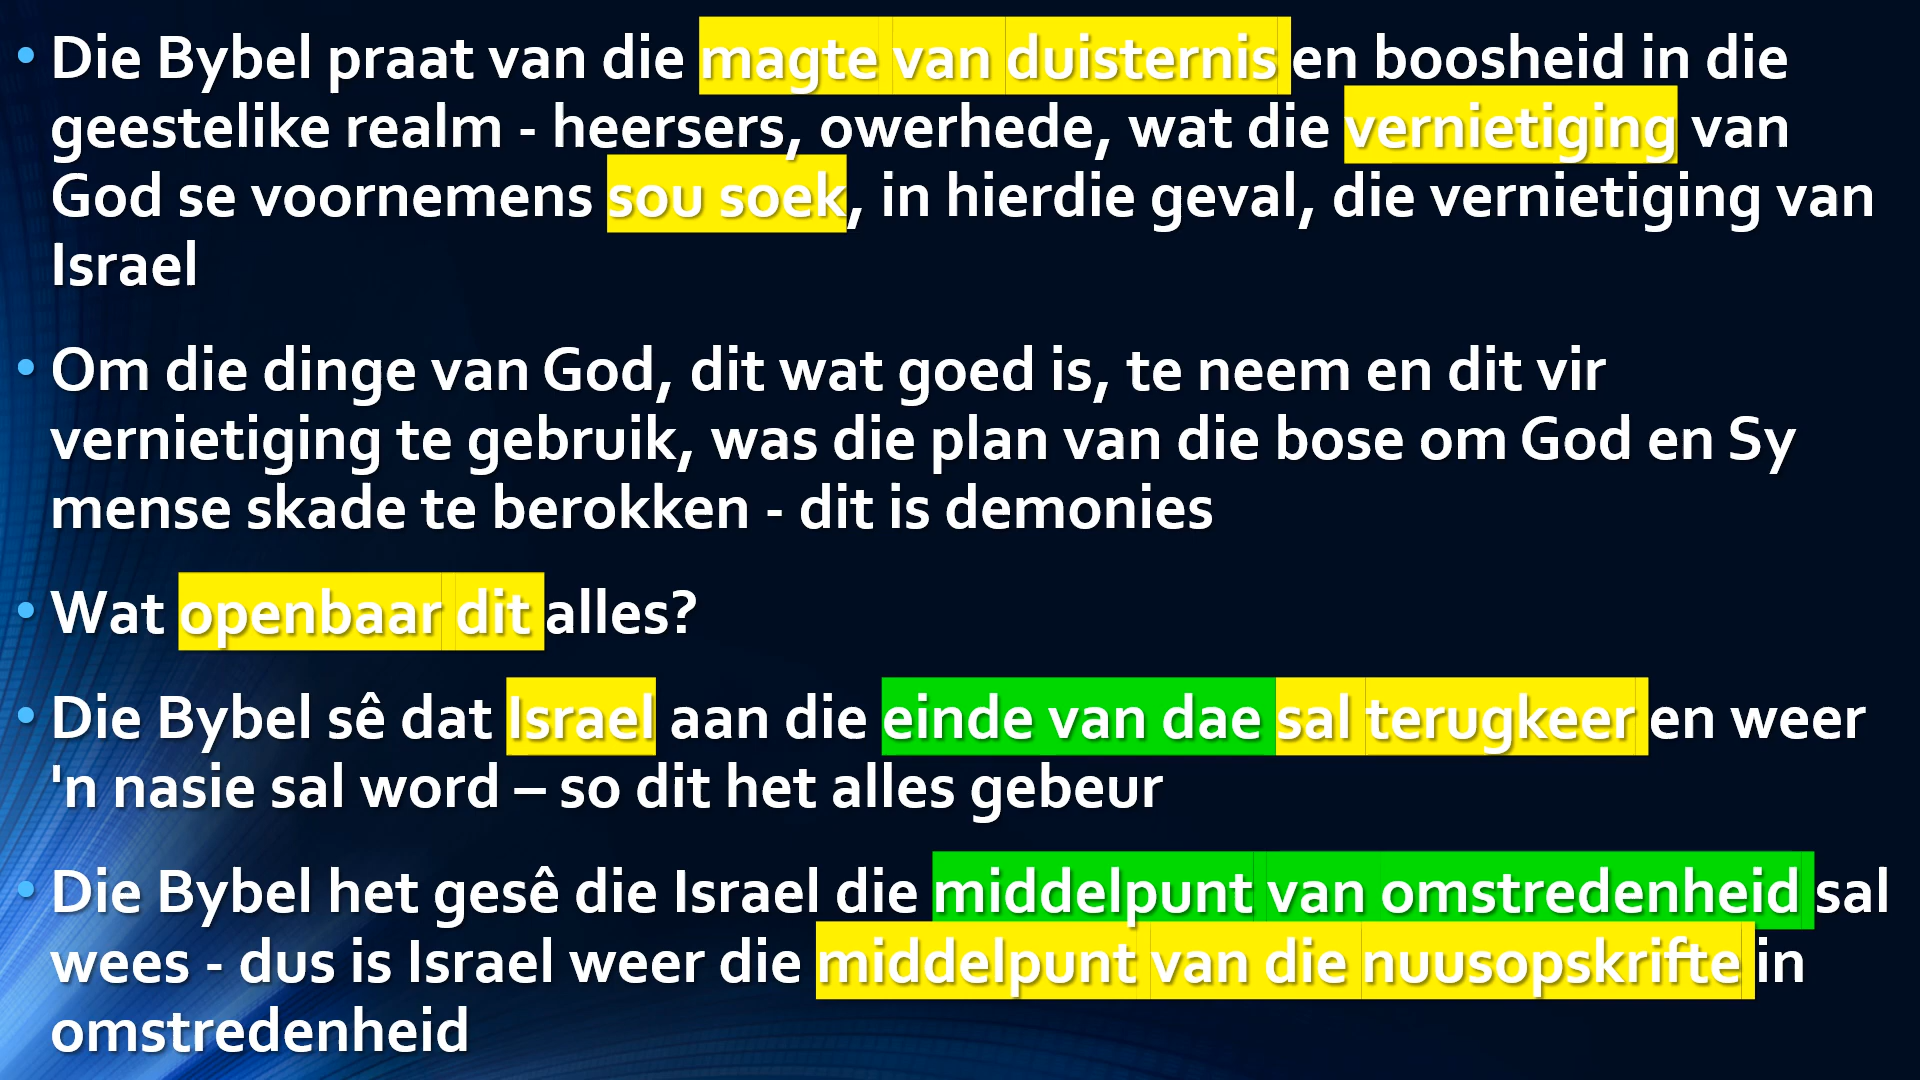 • Die Bybel praat van die magte van duisternis en boosheid in die
geestelike realm - heersers, owerhede, wat die vernietiging van
God se voornemens sou soek, in hierdie geval, die vernietiging van
Israel
• Om die dinge van God, dit wat goed is, te neem en dit vir
vernietiging te gebruik, was die plan van die bose om God en Sy
mense skade te berokken - dit is demonies
• Wat openbaar dit alles?
• Die Bybel sê dat Israel aan die einde van dae sal terugkeer en weer
'n nasie sal word – so dit het alles gebeur
• Die Bybel het gesê die Israel die middelpunt van omstredenheid sal
wees - dus is Israel weer die middelpunt van die nuusopskrifte in
omstredenheid